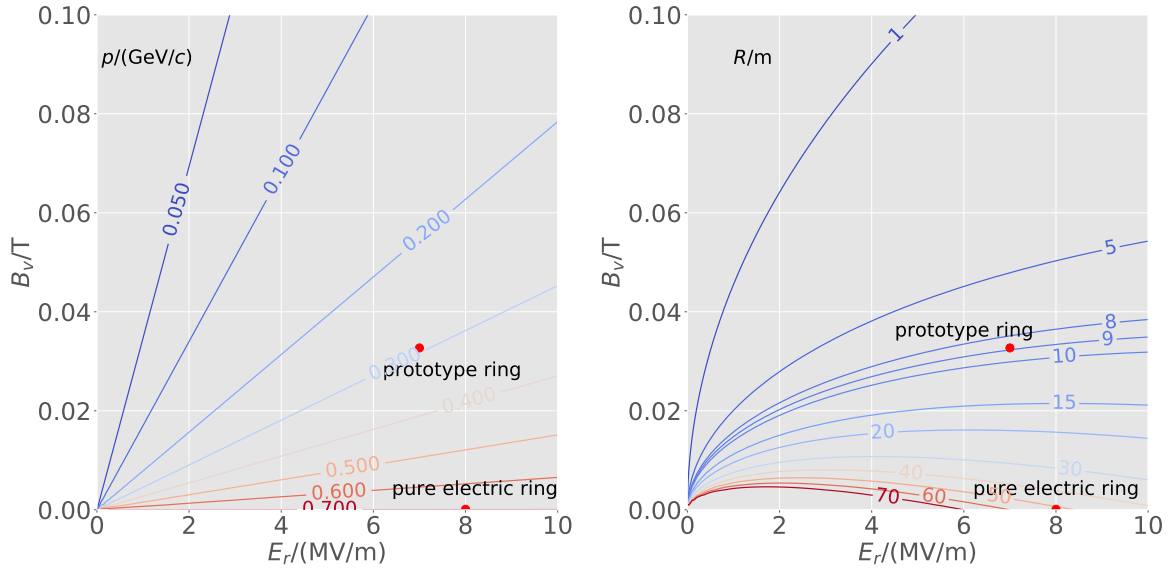 0.10
0.08
0.06
0.04
0.02
0.00
B_v/T
p/(GeV/c)
0.050
0.100
0.200
0.300
prototype ring
0.400
0.500
0.600
pure electric ring
0.700
0 2 4 6 8 10
E_r/(MV/m)
0.10
0.08
0.06
0.04
0.02
0.00
B_v/T
R/m
1
5
8
prototype ring
9
10
15
20
30
40
50
pure electric ring
60
70
0 2 4 6 8 10
E_r/(MV/m)